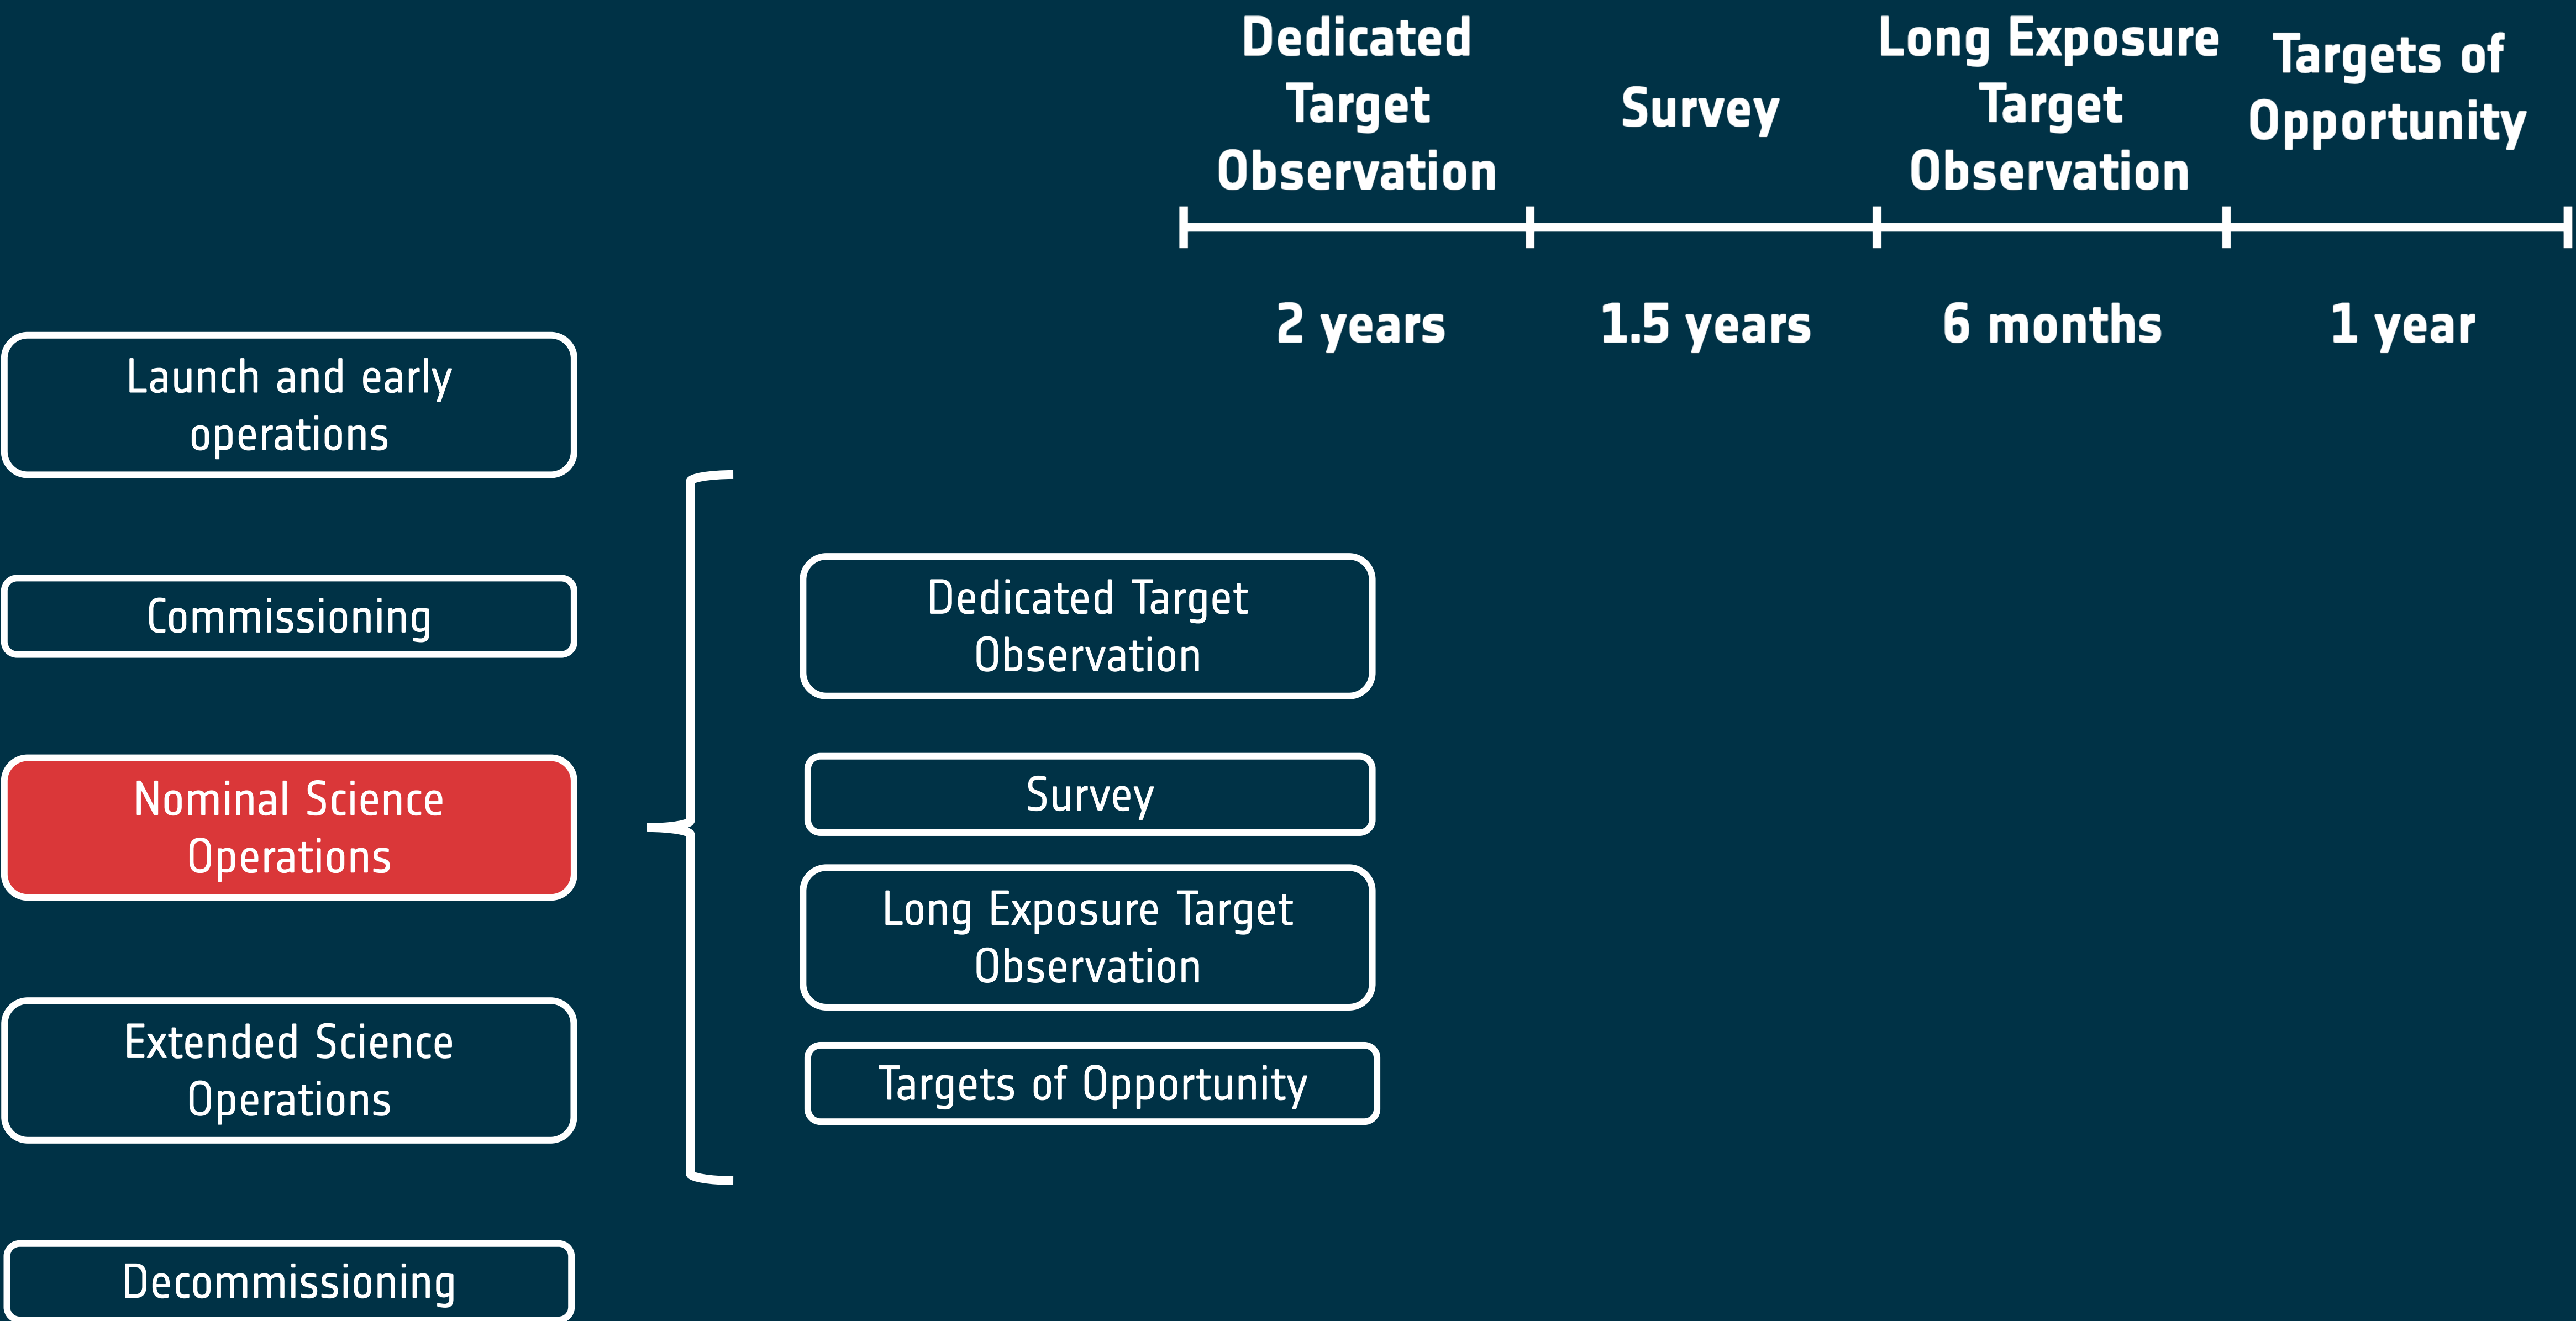 Dedicated
Target
Observation
Survey
Long Exposure
Target
Observation
Targets of
Opportunity
2 years
1.5 years
6 months
1 year
Launch and early
operations
Commissioning
Nominal Science
Operations
Extended Science
Operations
Decommissioning
Dedicated Target
Observation
Survey
Long Exposure Target
Observation
Targets of Opportunity